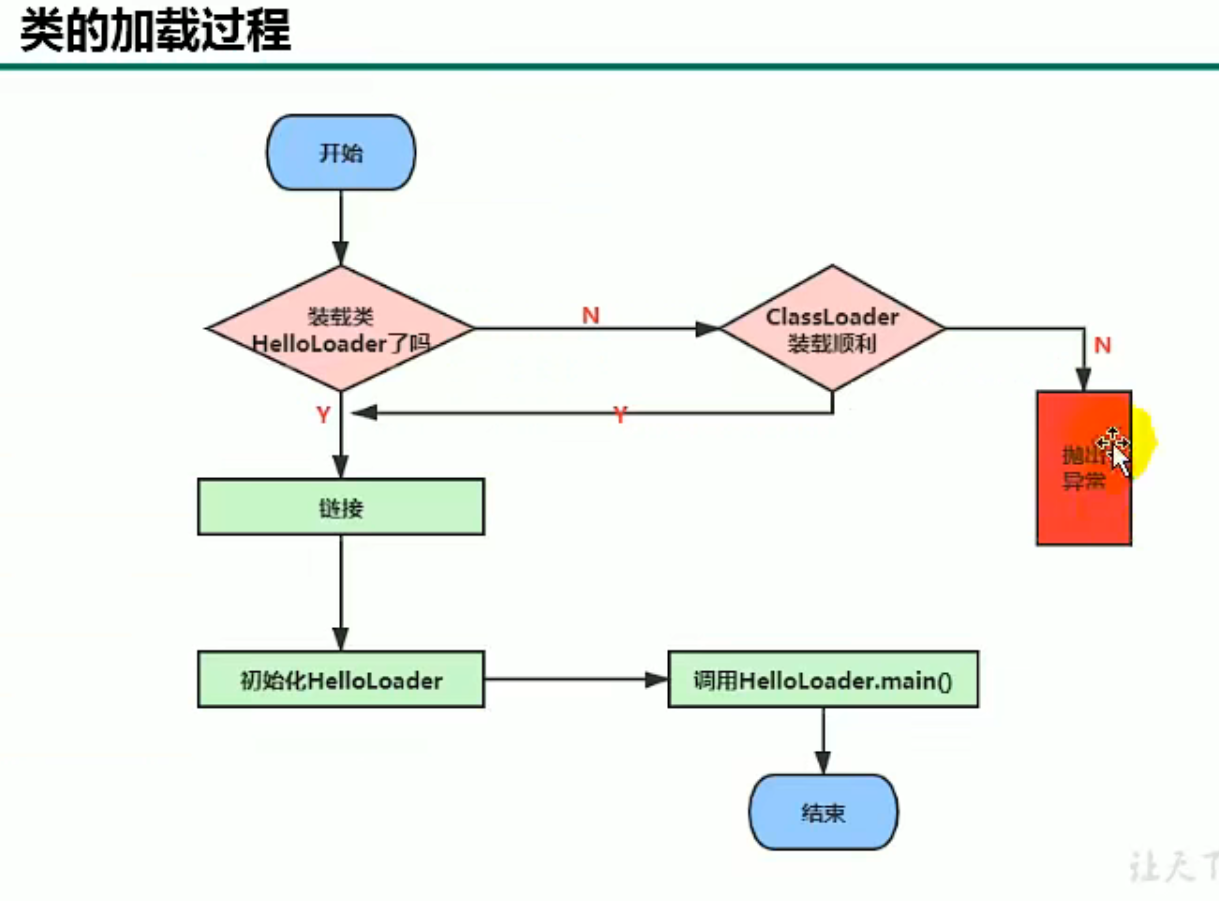 类的加载过程
开始
装载类
HelloLoader了吗
N
ClassLoader
装载顺利
N
Y
Y
抛出
异常
链接
初始化HelloLoader
调用HelloLoader.main()
结束
让天下